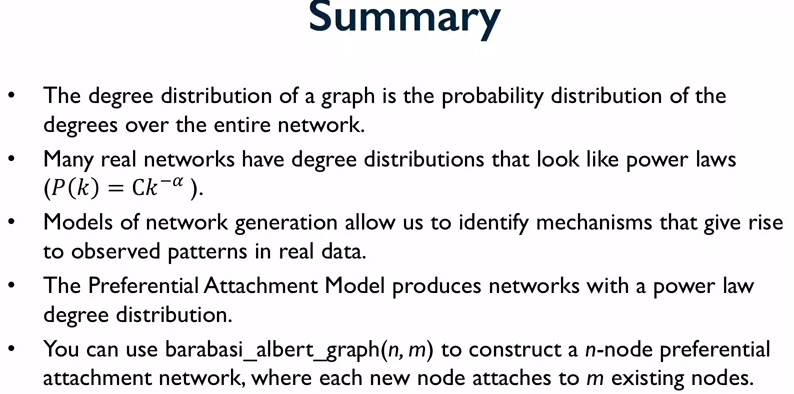 Summary
• The degree distribution of a graph is the probability distribution of the
degrees over the entire network.
• Many real networks have degree distributions that look like power laws
(P(k) = Ck^{-α} ).
• Models of network generation allow us to identify mechanisms that give rise
to observed patterns in real data.
• The Preferential Attachment Model produces networks with a power law
degree distribution.
• You can use barabasi_albert_graph(n, m) to construct a n-node preferential
attachment network, where each new node attaches to m existing nodes.